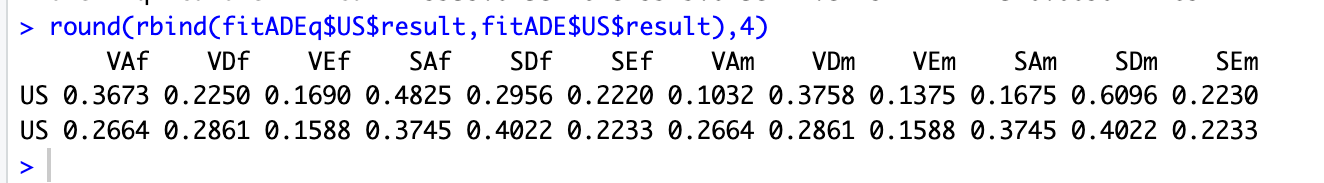 > round(rbind(fitADEq$US$result,fitADE$US$result),4)
VAf VDf VEf SAf SDf SEf VAm VDm VEm SAm SDm SEm
US 0.3673 0.2250 0.1690 0.4825 0.2956 0.2220 0.1032 0.3758 0.1375 0.1675 0.6096 0.2230
US 0.2664 0.2861 0.1588 0.3745 0.4022 0.2233 0.2664 0.2861 0.1588 0.3745 0.4022 0.2233
>